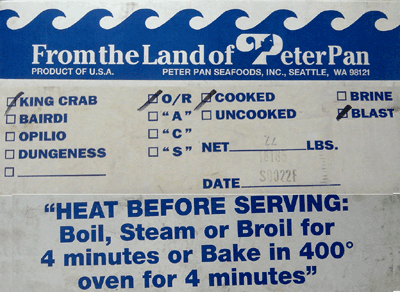 From the Land of Peter Pan
PRODUCT OF U.S.A. PETER PAN SEAFOODS, INC., SEATTLE, WA 98121
KING CRAB O/R COOKED BRINE
BAIRDI "A" UNCOOKED BLAST
OPILIO "C"
DUNGENESS "S" NET 22 LBS.
DATE
"HEAT BEFORE SERVING:
Boil, Steam or Broil for
4 minutes or Bake in 400°
oven for 4 minutes"